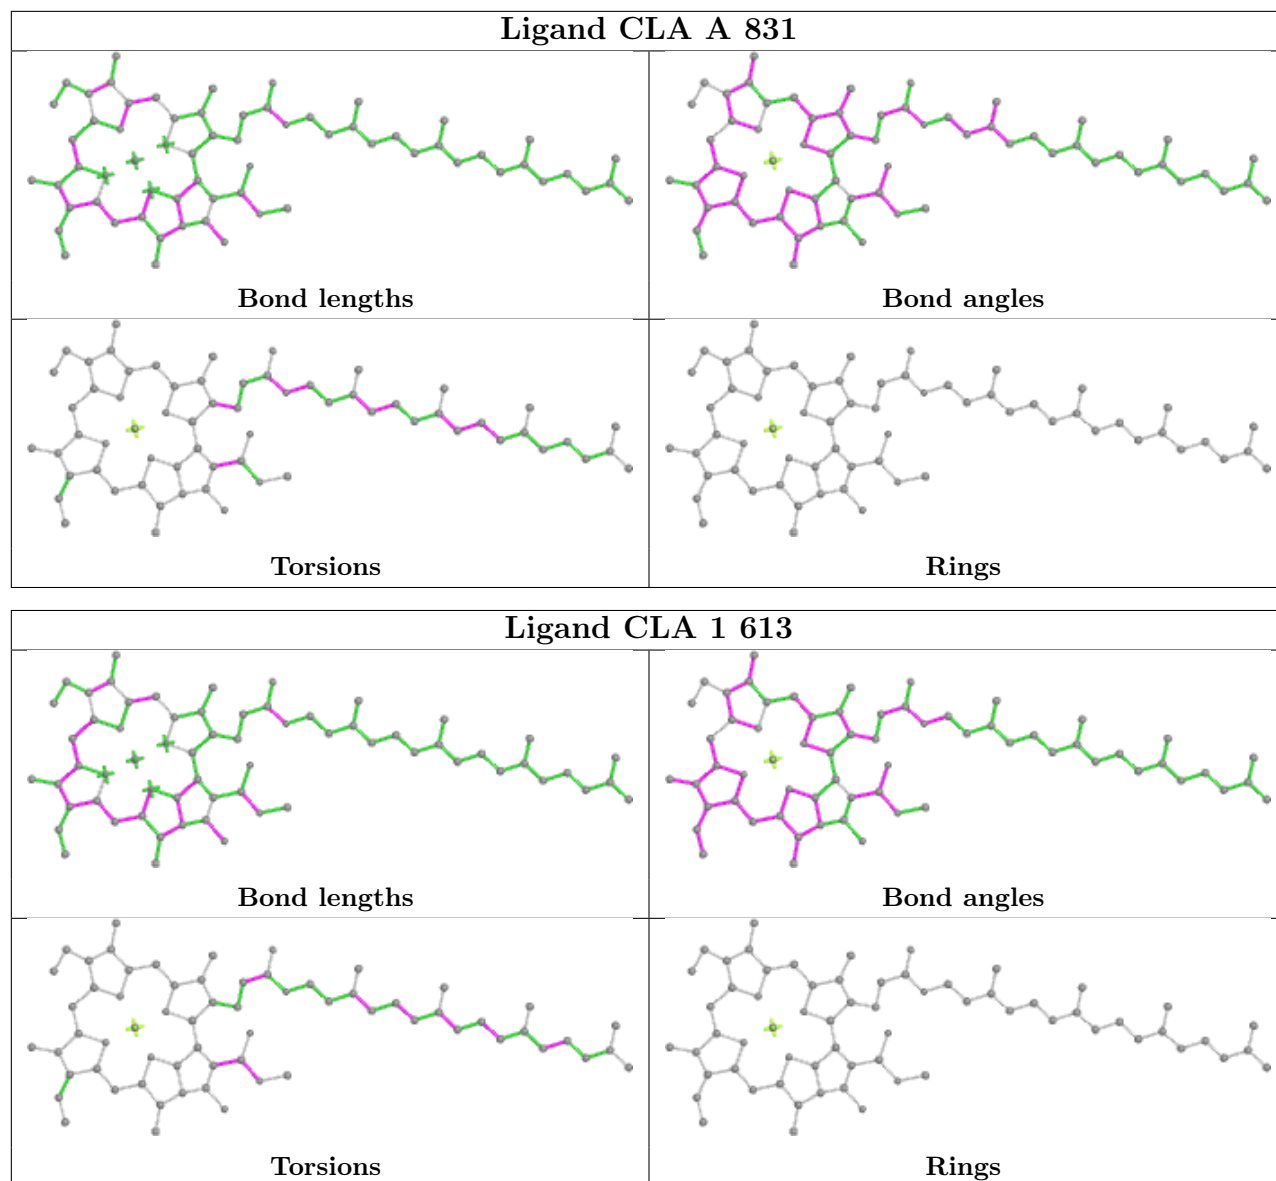 Ligand CLA A 831
Bond lengths
Bond angles
Torsions
Rings
Ligand CLA 1 613
Bond lengths
Bond angles
Torsions
Rings